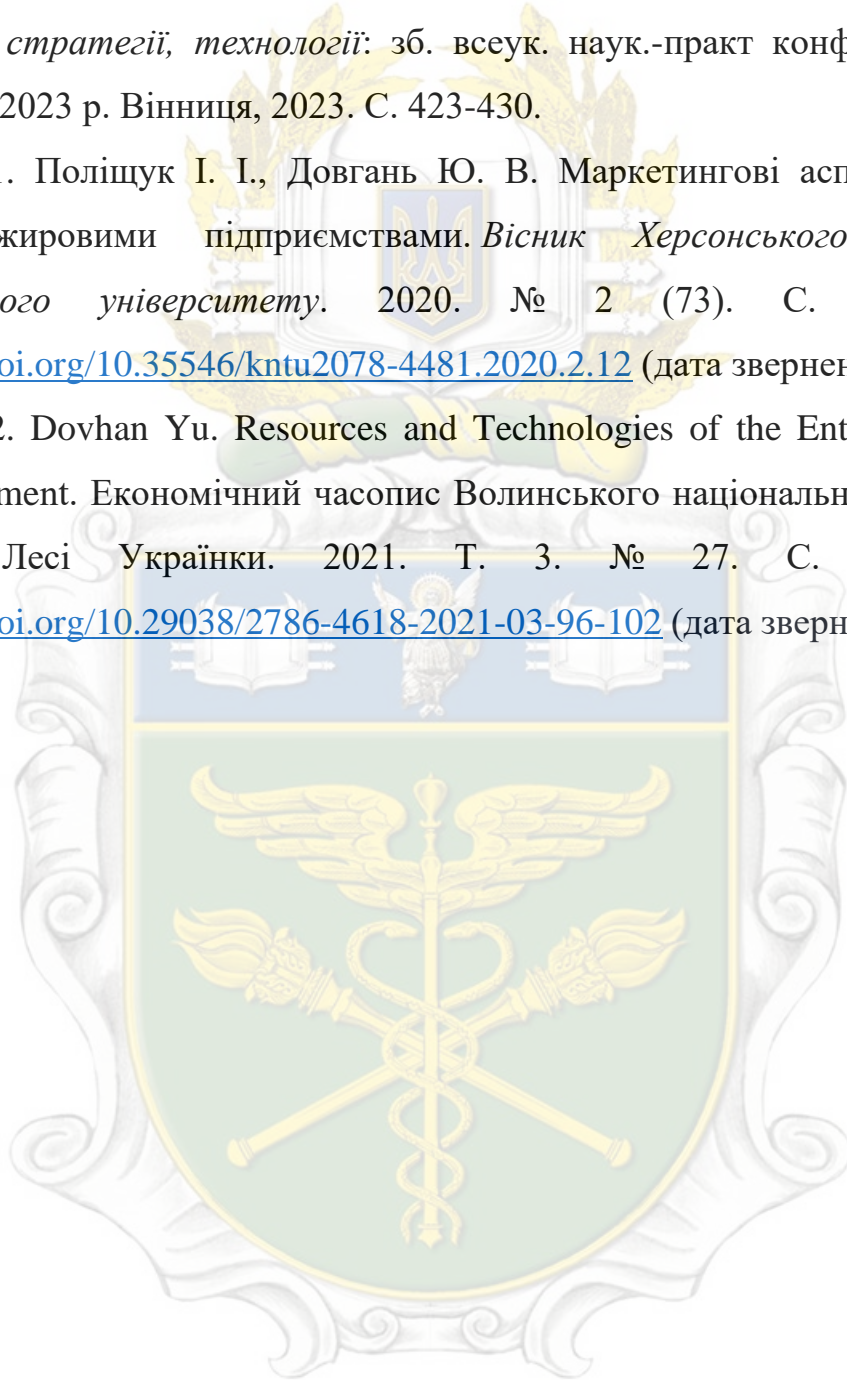 стратегії, технології: зб. всеук. наук.-практ конф
2023 р. Вінниця, 2023. С. 423-430.
1. Поліщук І. І., Довгань Ю. В. Маркетингові асп
жировими підприємствами. Вісник Херсонського
ого університету. 2020. № 2 (73). С.
oi.org/10.35546/kntu2078-4481.2020.2.12 (дата звернен
2. Dovhan Yu. Resources and Technologies of the Ent
ment. Економічний часопис Волинського національн
Лесі Українки. 2021. Т. 3. № 27. С.
oi.org/10.29038/2786-4618-2021-03-96-102 (дата зверн